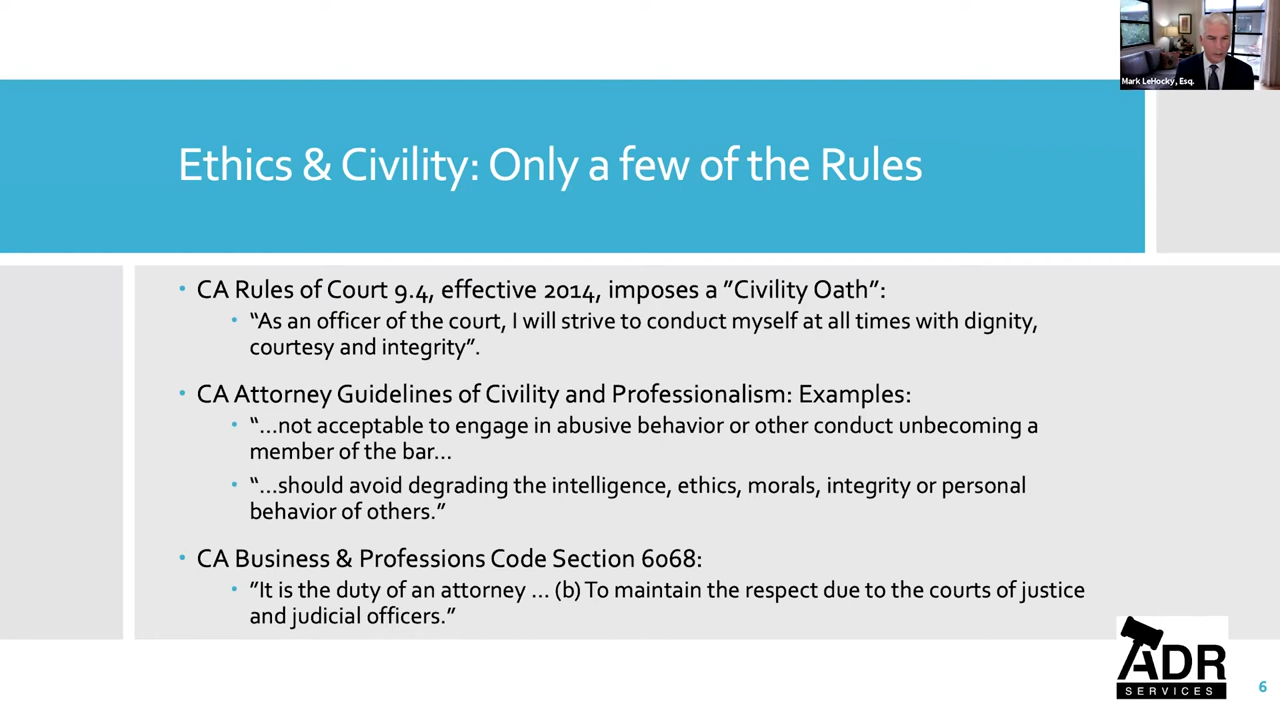 Mark LeHocky, Esq.
Ethics & Civility: Only a few of the Rules
• CA Rules of Court 9.4, effective 2014, imposes a ”Civility Oath”:
• “As an officer of the court, I will strive to conduct myself at all times with dignity,
courtesy and integrity”.
• CA Attorney Guidelines of Civility and Professionalism: Examples:
• “…not acceptable to engage in abusive behavior or other conduct unbecoming a
member of the bar…
• “…should avoid degrading the intelligence, ethics, morals, integrity or personal
behavior of others.”
• CA Business & Professions Code Section 6068:
• ”It is the duty of an attorney … (b) To maintain the respect due to the courts of justice
and judicial officers.”
ADR
SERVICES
6